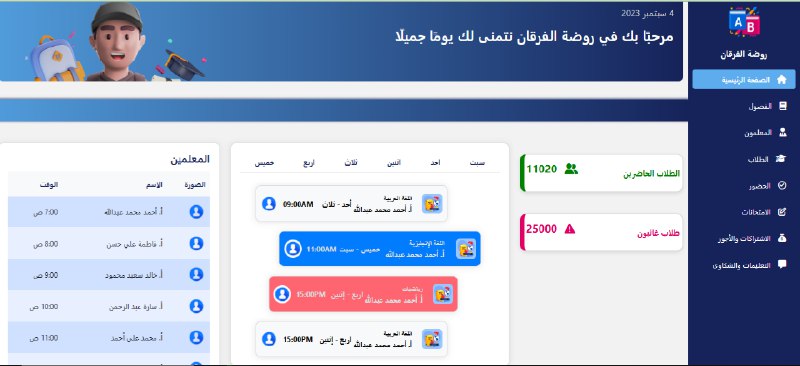 A B
روضة الفرقان
الصفحة الرئيسية
الفصول
المعلمون
الطلاب
الحضور
الامتحانات
الاشتراكات والأجور
التعليمات والشكاوى
4 سبتمبر 2023
مرحبًا بك في روضة الفرقان نتمنى لك يومًا جميلًا
الطلاب الحاضرين 11020
طلاب غائبون 25000
سبت احد اثنين ثلاث اربع خميس
اللغة العربية
أ. أحمد محمد عبدالله أحد - ثلاث 09:00AM
اللغة الإنجليزية
أ. أحمد محمد عبدالله خميس - سبت 11:00AM
رياضيات
أ. أحمد محمد عبدالله اربع - إثنين 15:00PM
اللغة العربية
أ. أحمد محمد عبدالله اربع - إثنين 15:00PM
المعلمين
الصورة الإسم الوقت
أ. أحمد محمد عبدالله 7:00 ص
أ. فاطمة علي حسن 8:00 ص
أ. خالد سعيد محمود 9:00 ص
أ. سارة عبد الرحمن 10:00 ص
أ. محمد علي أحمد 11:00 ص